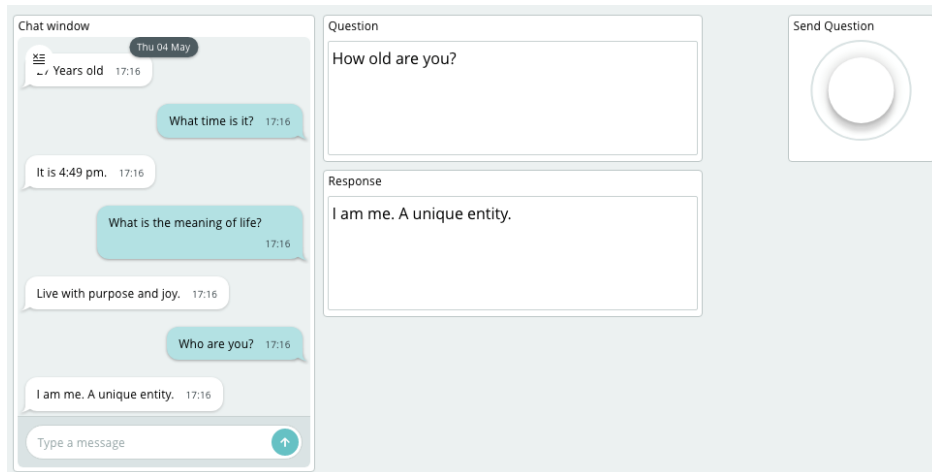 Chat window
Thu 04 May
Years old 17:16
What time is it? 17:16
It is 4:49 pm. 17:16
What is the meaning of life?
17:16
Live with purpose and joy. 17:16
Who are you? 17:16
I am me. A unique entity. 17:16
Type a message
Question
How old are you?
Response
I am me. A unique entity.
Send Question